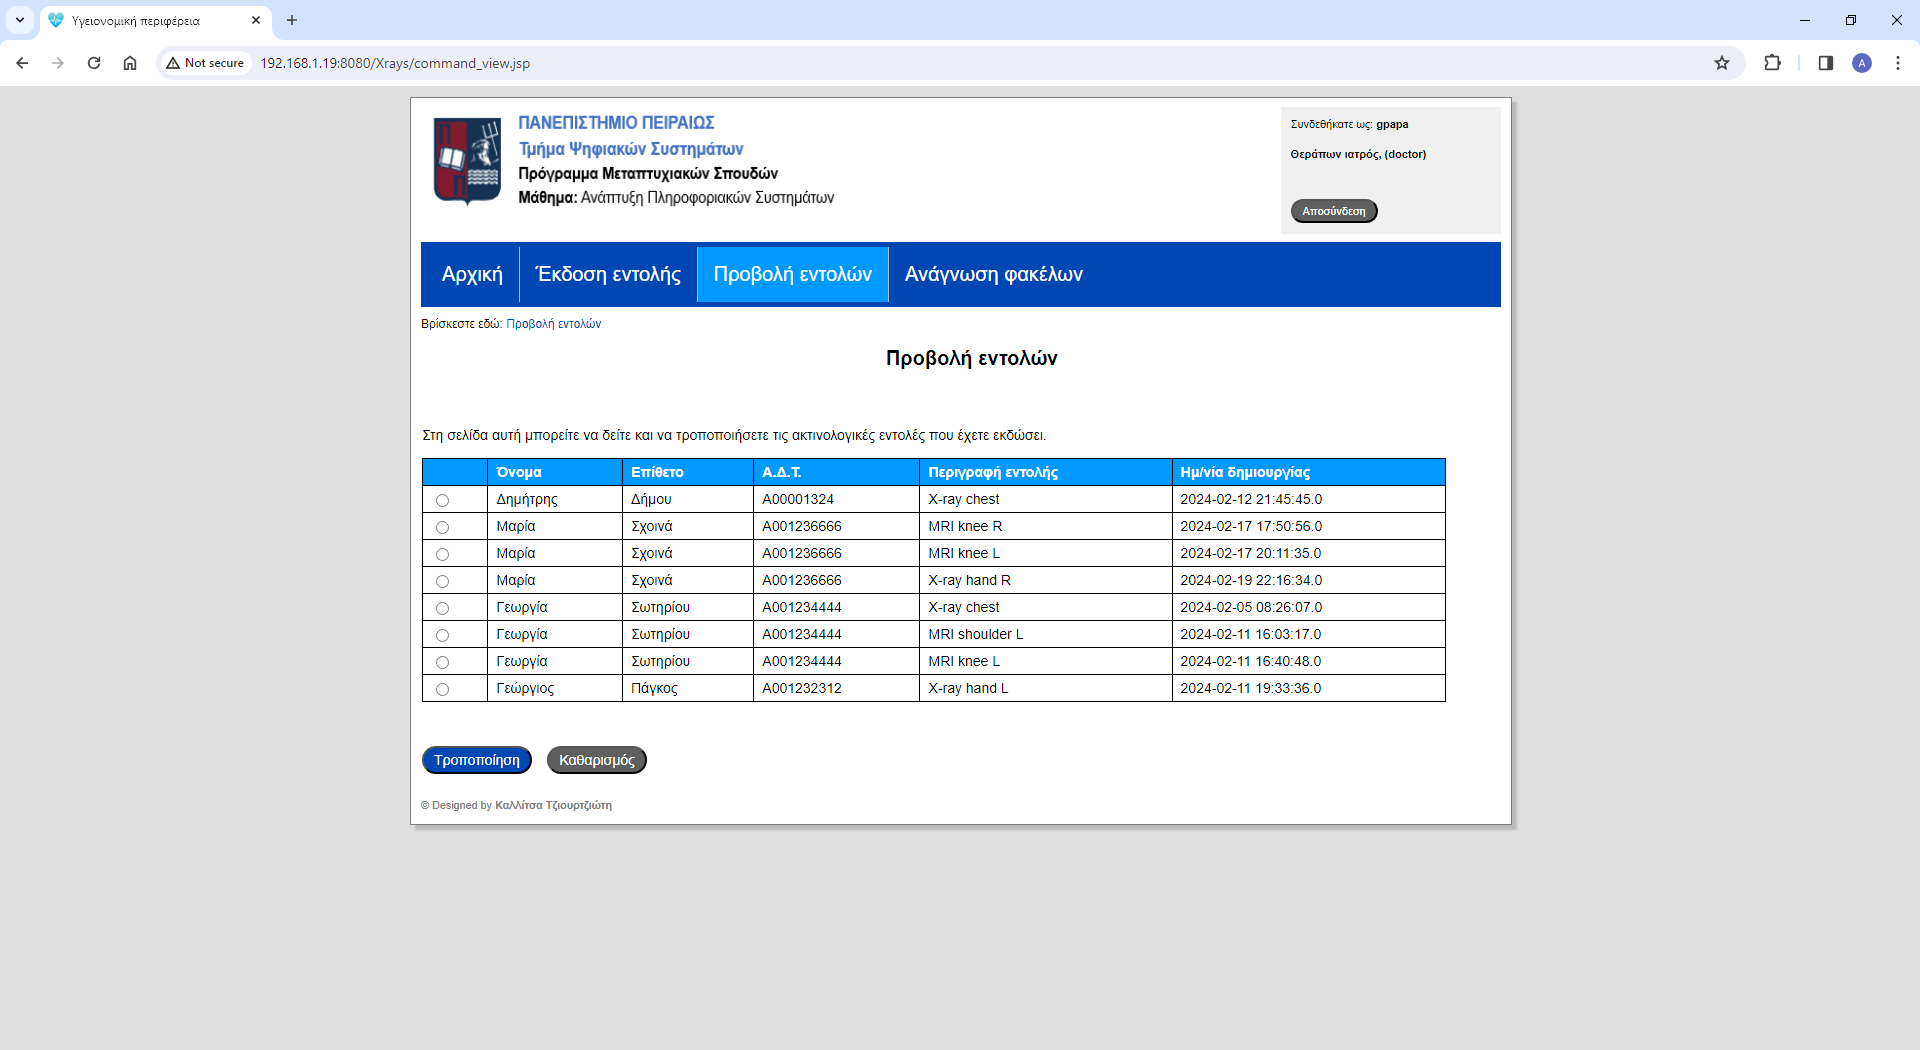 Υγειονομική περιφέρεια
Not secure 192.168.1.19:8080/Xrays/command_view.jsp
A
ΠΑΝΕΠΙΣΤΗΜΙΟ ΠΕΙΡΑΙΩΣ
Τμήμα Ψηφιακών Συστημάτων
Πρόγραμμα Μεταπτυχιακών Σπουδών
Μάθημα: Ανάπτυξη Πληροφοριακών Συστημάτων
Συνδεθήκατε ως: gpapa
Θεράπων ιατρός, (doctor)
Αποσύνδεση
Αρχική Έκδοση εντολής Προβολή εντολών Ανάγνωση φακέλων
Βρίσκεστε εδώ: Προβολή εντολών
Προβολή εντολών
Στη σελίδα αυτή μπορείτε να δείτε και να τροποποιήσετε τις ακτινολογικές εντολές που έχετε εκδώσει.
Όνομα Επίθετο Α.Δ.Τ. Περιγραφή εντολής Ημ/νία δημιουργίας
Δημήτρης Δήμου A00001324 X-ray chest 2024-02-12 21:45:45.0
Μαρία Σχοινά A001236666 MRI knee R 2024-02-17 17:50:56.0
Μαρία Σχοινά A001236666 MRI knee L 2024-02-17 20:11:35.0
Μαρία Σχοινά A001236666 X-ray hand R 2024-02-19 22:16:34.0
Γεωργία Σωτηρίου A001234444 X-ray chest 2024-02-05 08:26:07.0
Γεωργία Σωτηρίου A001234444 MRI shoulder L 2024-02-11 16:03:17.0
Γεωργία Σωτηρίου A001234444 MRI knee L 2024-02-11 16:40:48.0
Γεώργιος Πάγκος A001232312 X-ray hand L 2024-02-11 19:33:36.0
Τροποποίηση Καθαρισμός
© Designed by Καλλίτσα Τζιουρτζιώτη